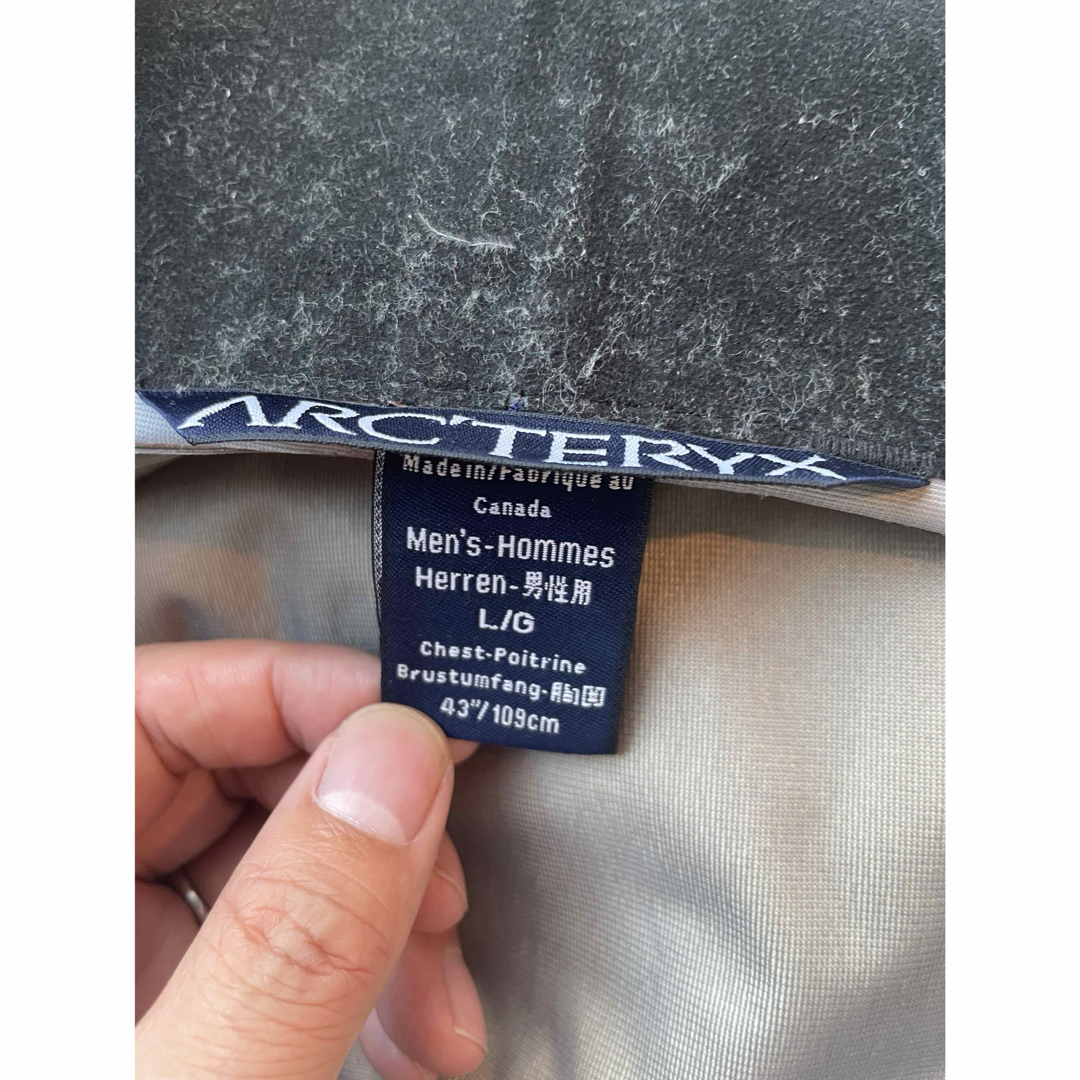 ARC'TERYX
Made in/Fabriqué au
Canada
Men's-Hommes
Herren-男性用
L/G
Chest-Poitrine
Brustumfang-胸囲
43"/109cm